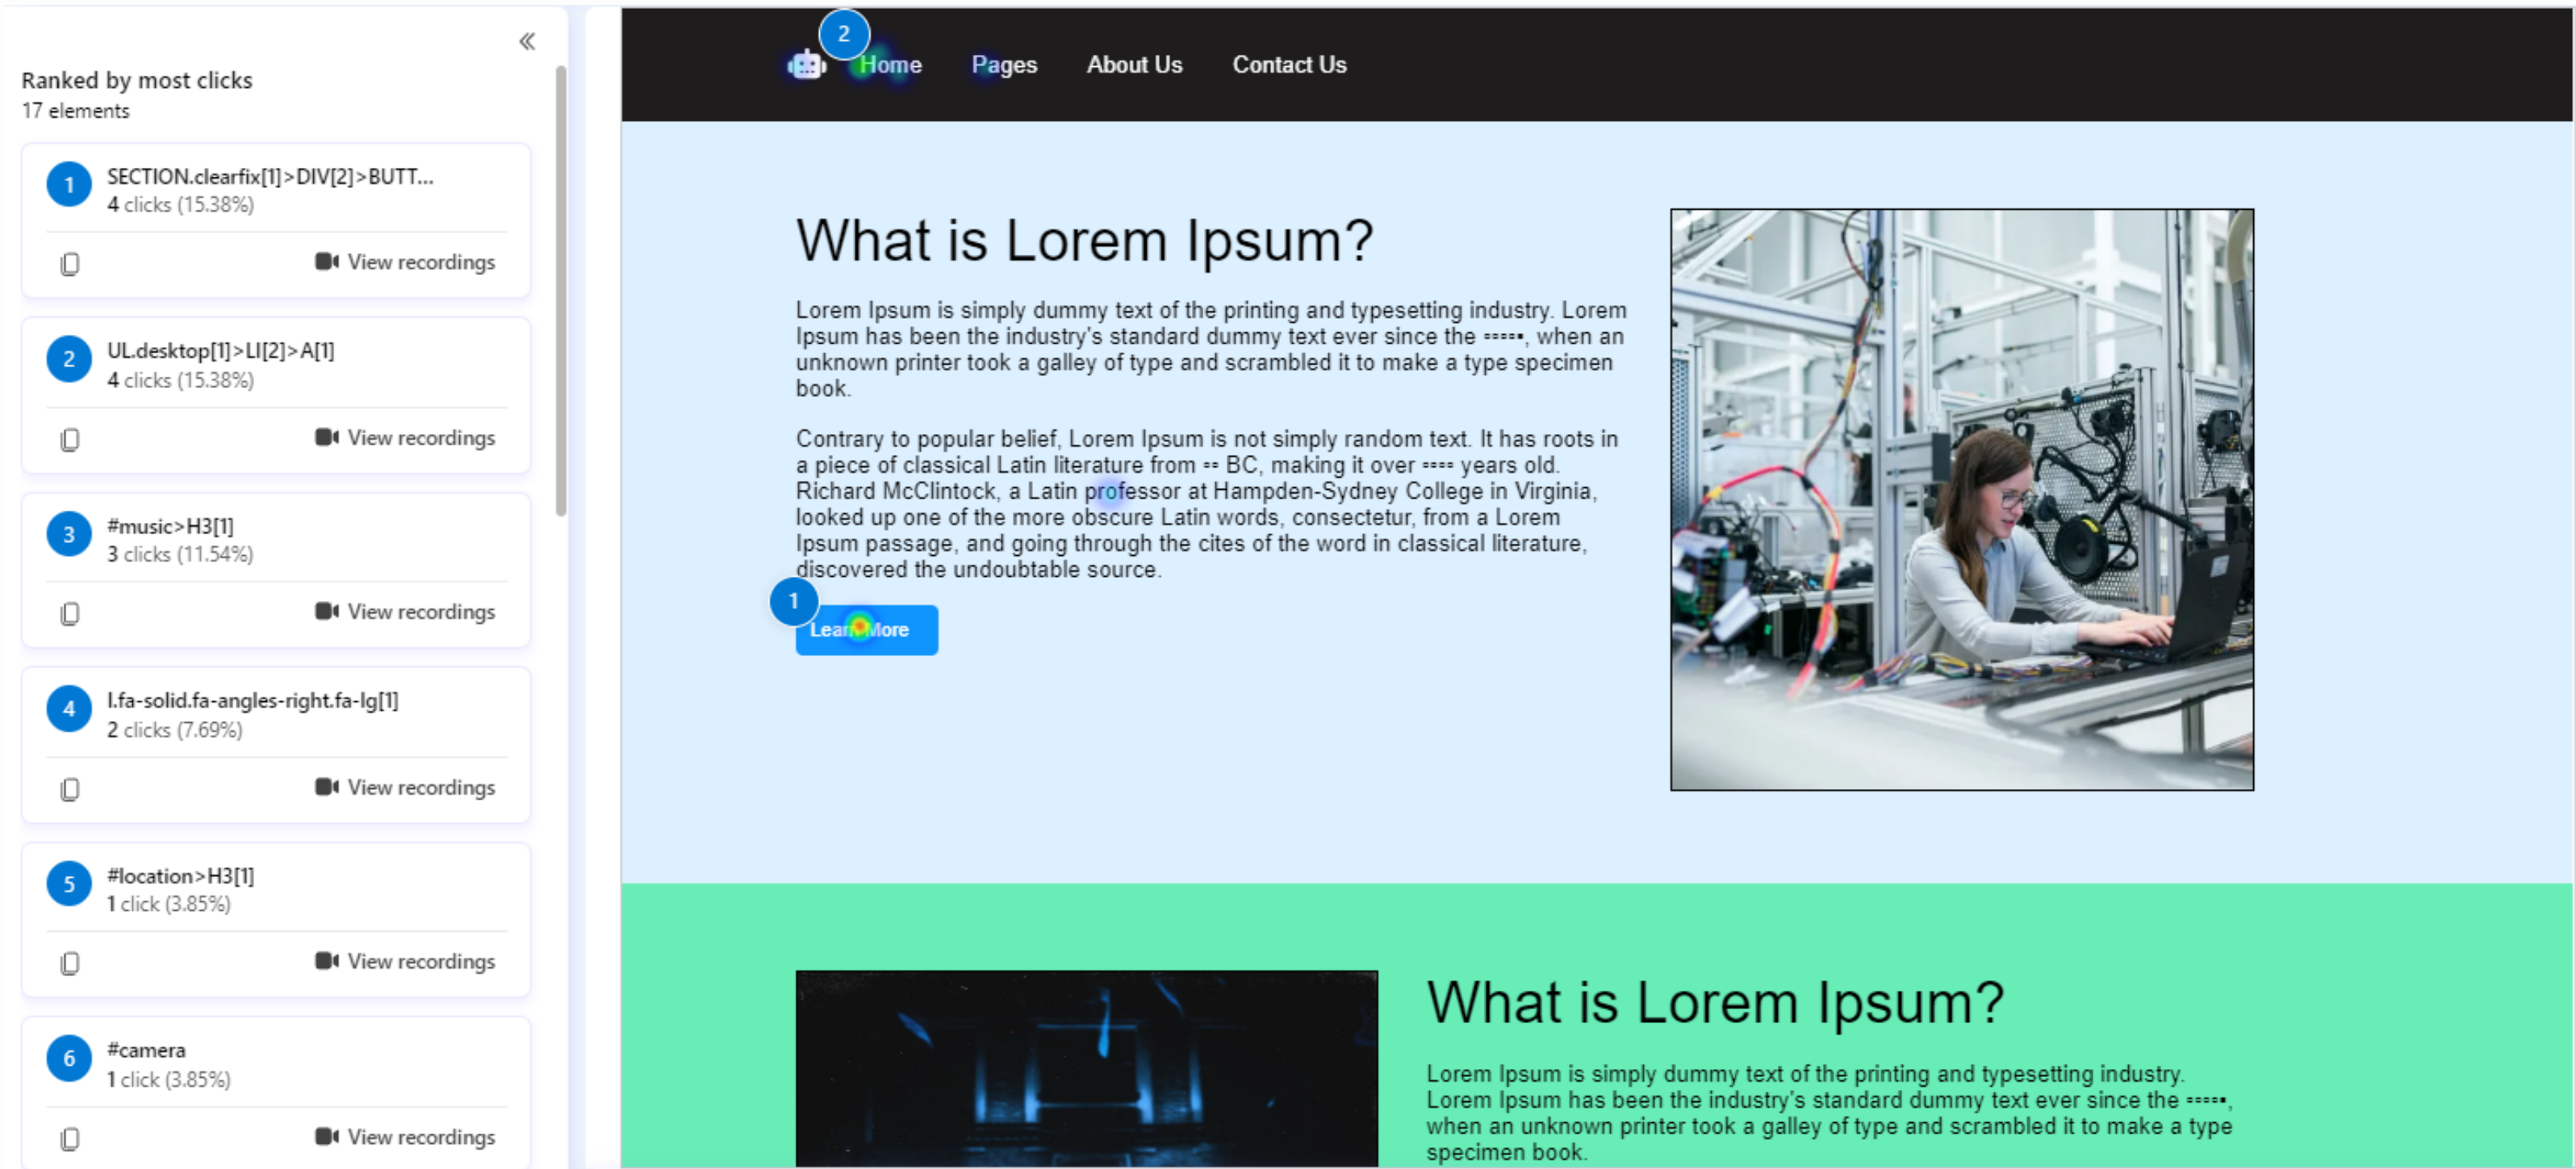 Ranked by most clicks
17 elements
1
SECTION.clearfix[1]>DIV[2]>BUTT...
4 clicks (15.38%)
View recordings
2
UL.desktop[1]>LI[2]>A[1]
4 clicks (15.38%)
View recordings
3
#music>H3[1]
3 clicks (11.54%)
View recordings
4
I.fa-solid.fa-angles-right.fa-lg[1]
2 clicks (7.69%)
View recordings
5
#location>H3[1]
1 click (3.85%)
View recordings
6
#camera
1 click (3.85%)
View recordings
2
Home Pages About Us Contact Us
What is Lorem Ipsum?
Lorem Ipsum is simply dummy text of the printing and typesetting industry. Lorem
Ipsum has been the industry's standard dummy text ever since the ▪▪▪▪▪, when an
unknown printer took a galley of type and scrambled it to make a type specimen
book.
Contrary to popular belief, Lorem Ipsum is not simply random text. It has roots in
a piece of classical Latin literature from ▪▪ BC, making it over ▪▪▪▪ years old.
Richard McClintock, a Latin professor at Hampden-Sydney College in Virginia,
looked up one of the more obscure Latin words, consectetur, from a Lorem
Ipsum passage, and going through the cites of the word in classical literature,
discovered the undoubtable source.
1
Learn More
What is Lorem Ipsum?
Lorem Ipsum is simply dummy text of the printing and typesetting industry.
Lorem Ipsum has been the industry's standard dummy text ever since the ▪▪▪▪▪,
when an unknown printer took a galley of type and scrambled it to make a type
specimen book.